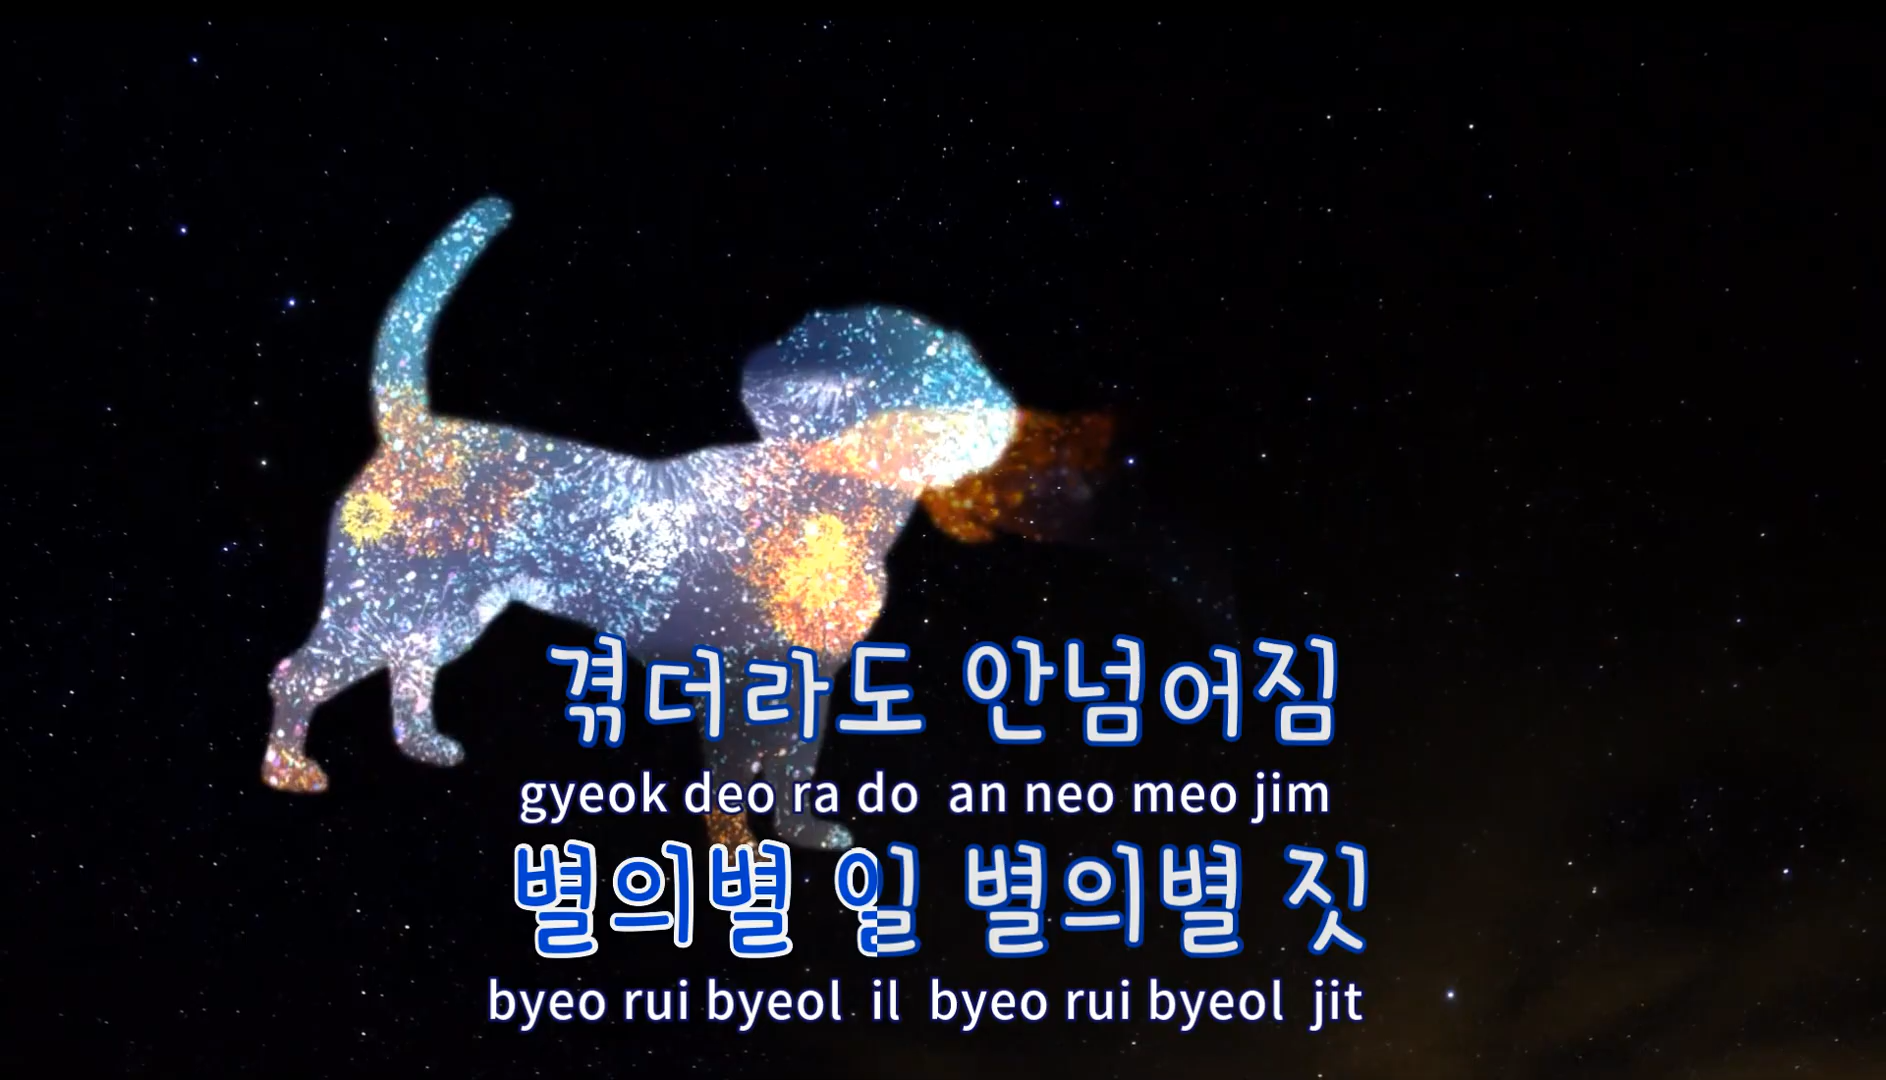 겪더라도 안넘어짐
gyeok deo ra do an neo meo jim
별의별 일 별의별 짓
byeo rui byeol il byeo rui byeol jit